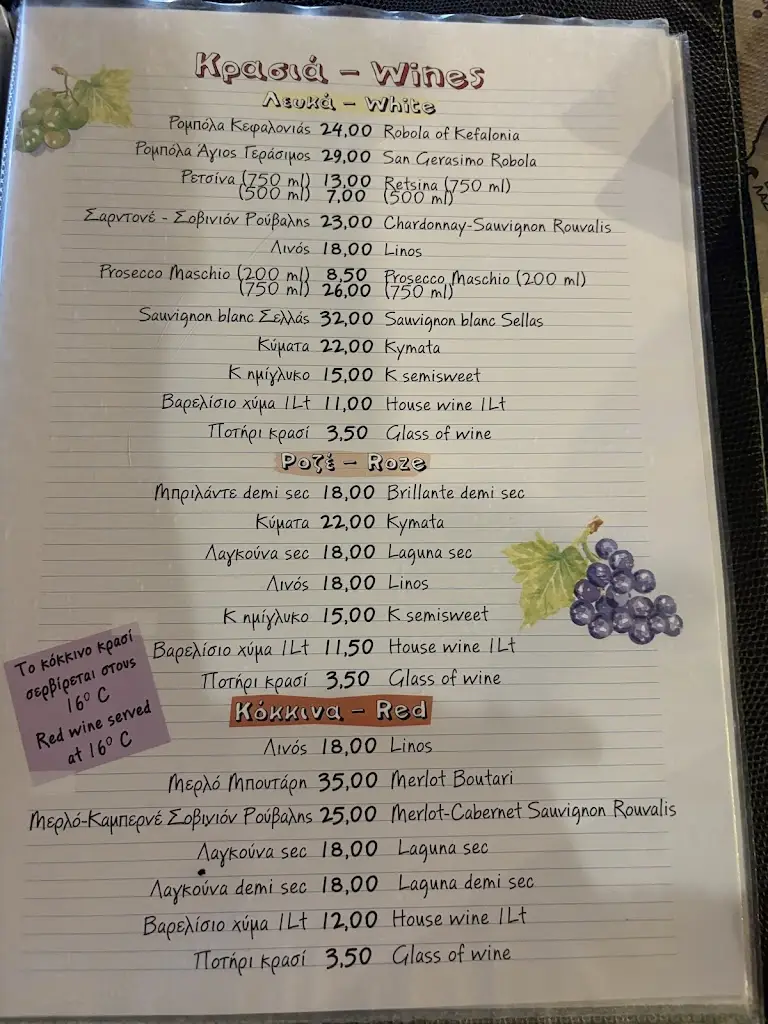 Κρασιά - Wines
Λευκά - White
Ρομπόλα Κεφαλονιάς 24,00 Robola of Kefalonia
Ρομπόλα Άγιος Γεράσιμος 29,00 San Gerasimo Robola
Ρετσίνα (750 ml) 13,00 Retsina (750 ml)
(500 ml) 7,00 (500 ml)
Σαρντονέ - Σοβινιόν Ρούβαλης 23,00 Chardonnay-Sauvignon Rouvalis
Λινός 18,00 Linos
Prosecco Maschio (200 ml) 8,50 Prosecco Maschio (200 ml)
(750 ml) 26,00 (750 ml)
Sauvignon blanc Σελλάς 32,00 Sauvignon blanc Sellas
Κύματα 22,00 Kymata
Κ ημίγλυκο 15,00 K semisweet
Βαρελίσιο χύμα 1Lt 11,00 House wine 1Lt
Ποτήρι κρασί 3,50 Glass of wine
Ροζέ - Roze
Μπριλάντε demi sec 18,00 Brillante demi sec
Κύματα 22,00 Kymata
Λαγκούνα sec 18,00 Laguna sec
Λινός 18,00 Linos
Κ ημίγλυκο 15,00 K semisweet
Βαρελίσιο χύμα 1Lt 11,50 House wine 1Lt
Ποτήρι κρασί 3,50 Glass of wine
Το κόκκινο κρασί
σερβίρεται στους
16° C
Red wine served
at 16° C
Κόκκινα - Red
Λινός 18,00 Linos
Μερλό Μπουτάρη 35,00 Merlot Boutari
Μερλό-Καμπερνέ Σοβινιόν Ρούβαλης 25,00 Merlot-Cabernet Sauvignon Rouvalis
Λαγκούνα sec 18,00 Laguna sec
Λαγκούνα demi sec 18,00 Laguna demi sec
Βαρελίσιο χύμα 1Lt 12,00 House wine 1Lt
Ποτήρι κρασί 3,50 Glass of wine